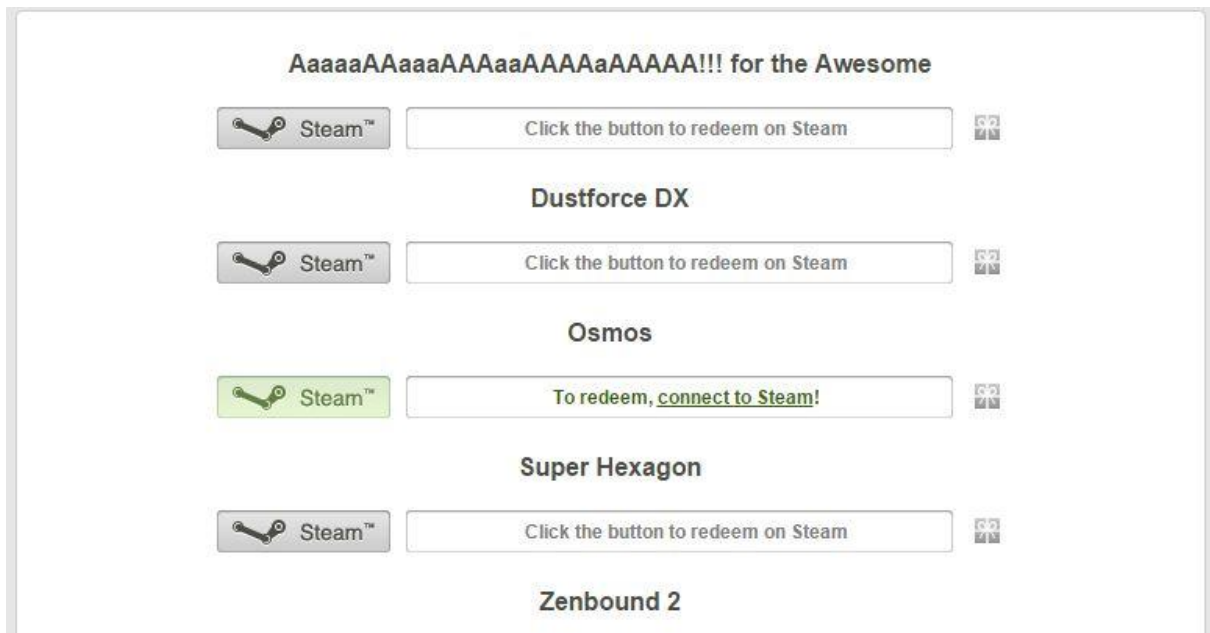 AaaaaAAaaaAAAaaAAAAaAAAAA!!! for the Awesome
Steam™ Click the button to redeem on Steam
Dustforce DX
Steam™ Click the button to redeem on Steam
Osmos
Steam™ To redeem, connect to Steam!
Super Hexagon
Steam™ Click the button to redeem on Steam
Zenbound 2